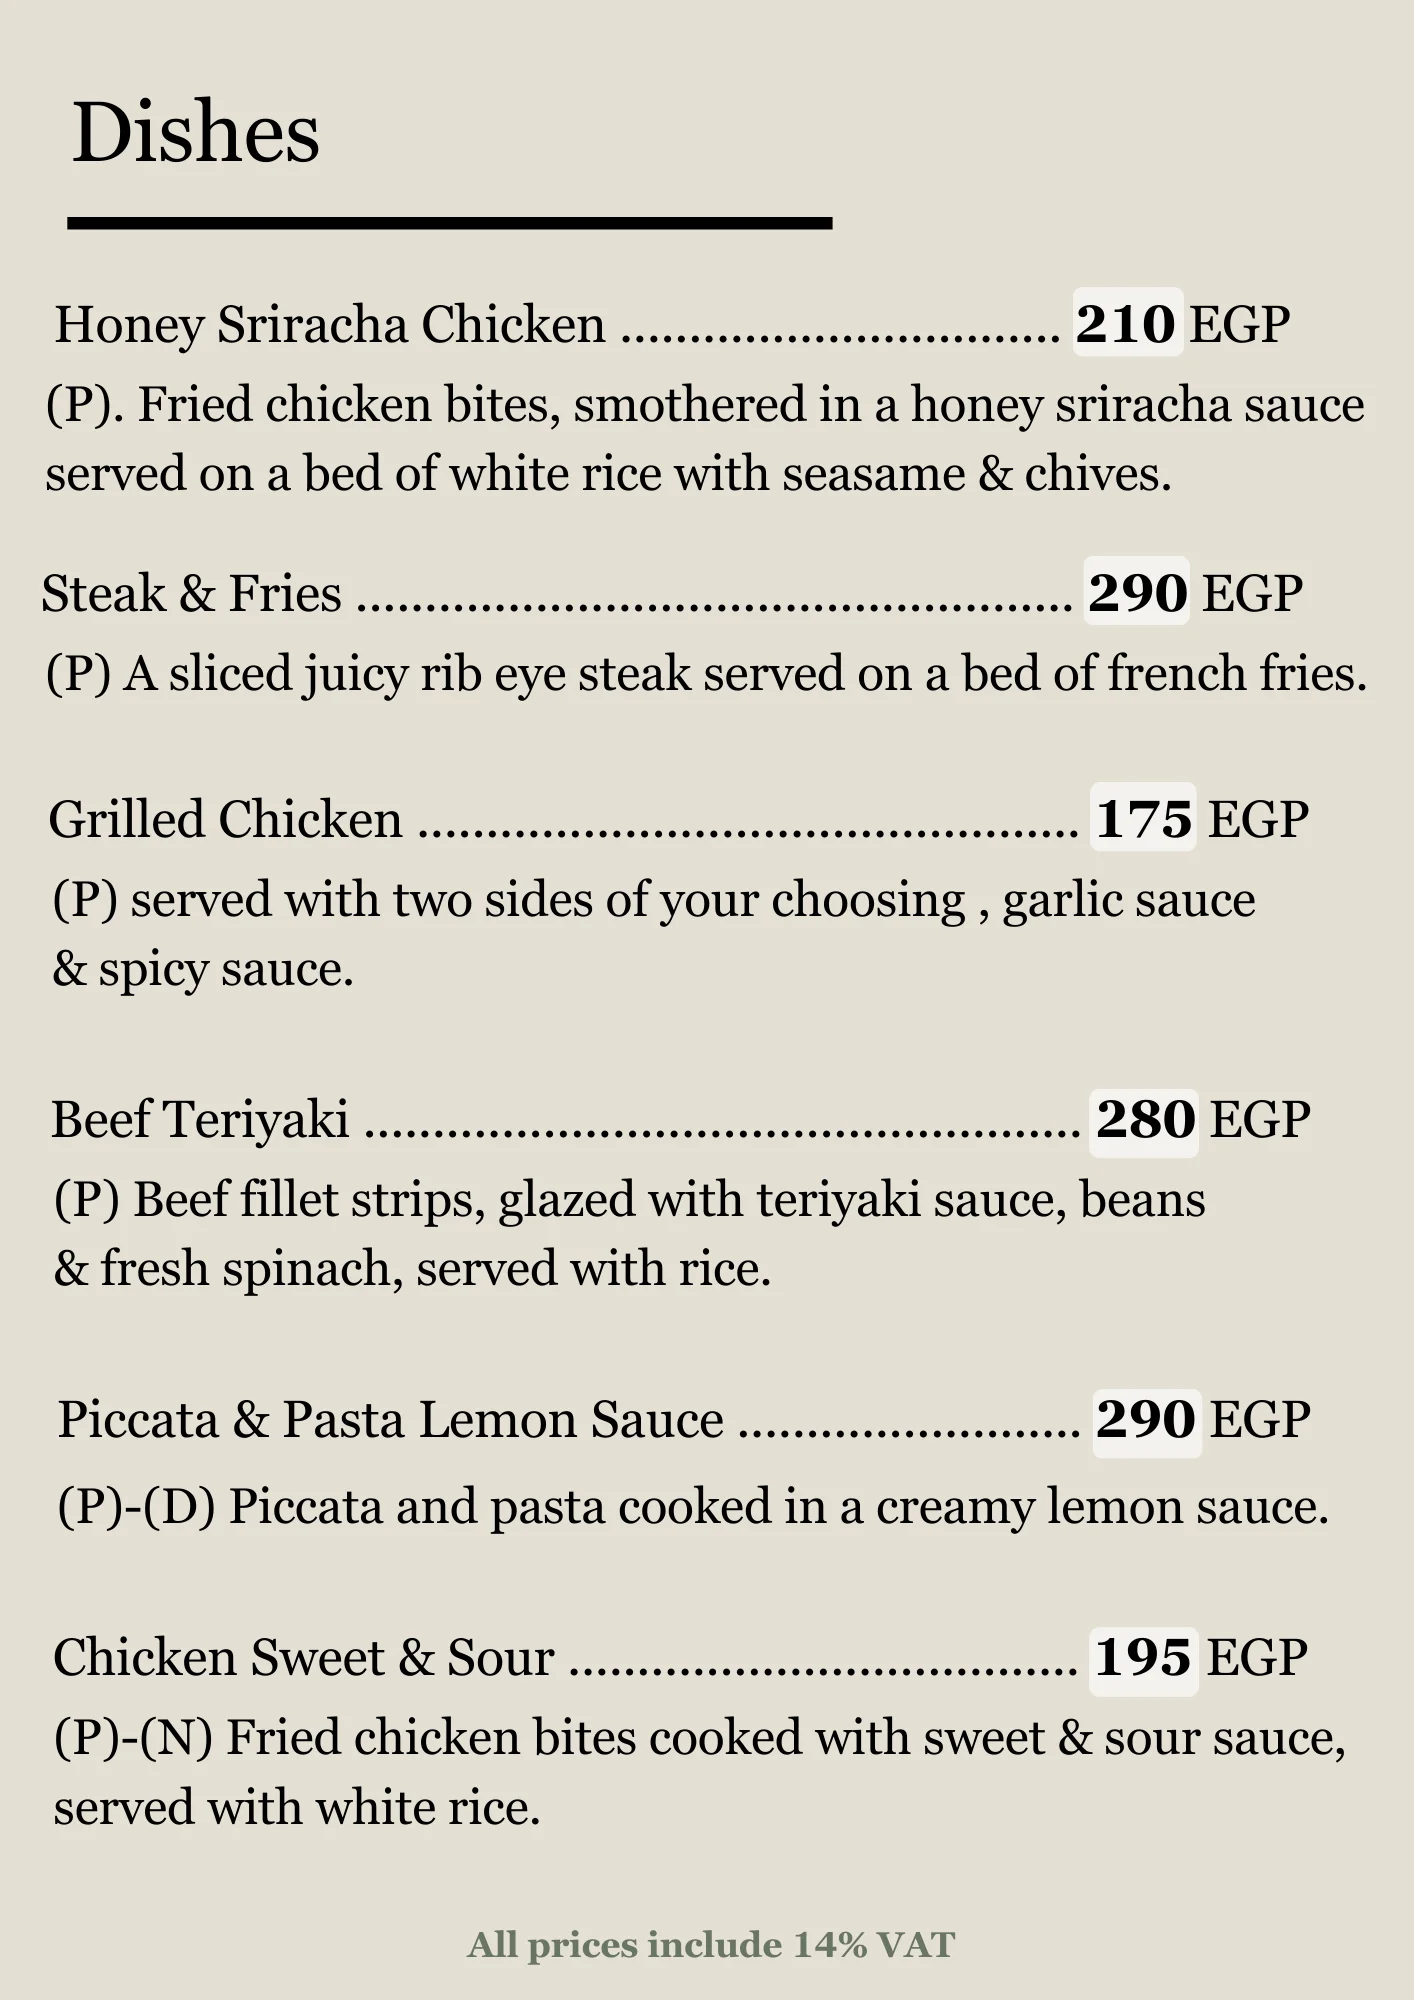 Dishes
Honey Sriracha Chicken ................................ 210 EGP
(P). Fried chicken bites, smothered in a honey sriracha sauce
served on a bed of white rice with seasame & chives.
Steak & Fries .................................................... 290 EGP
(P) A sliced juicy rib eye steak served on a bed of french fries.
Grilled Chicken ................................................ 175 EGP
(P) served with two sides of your choosing , garlic sauce
& spicy sauce.
Beef Teriyaki .................................................... 280 EGP
(P) Beef fillet strips, glazed with teriyaki sauce, beans
& fresh spinach, served with rice.
Piccata & Pasta Lemon Sauce ......................... 290 EGP
(P)-(D) Piccata and pasta cooked in a creamy lemon sauce.
Chicken Sweet & Sour ..................................... 195 EGP
(P)-(N) Fried chicken bites cooked with sweet & sour sauce,
served with white rice.
All prices include 14% VAT